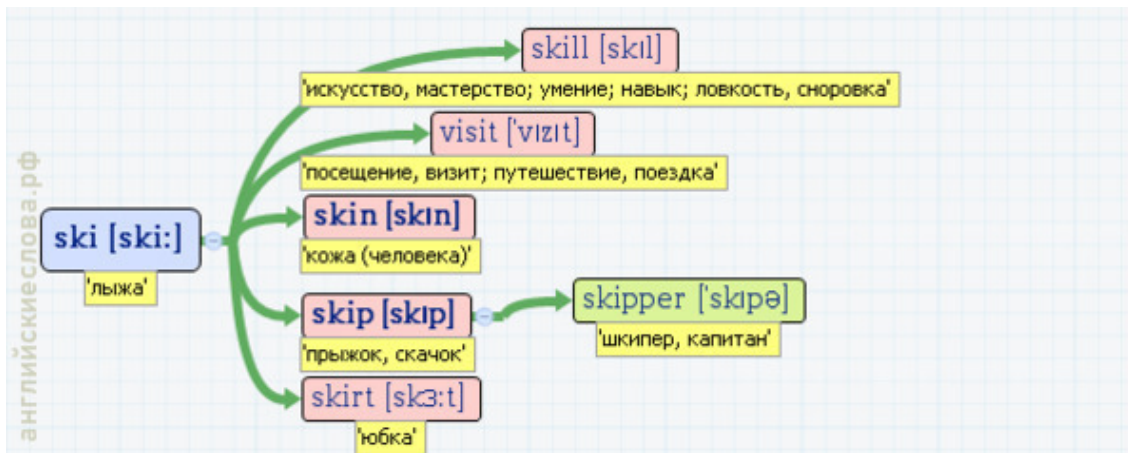 skill [skɪl]
'искусство, мастерство; умение; навык; ловкость, сноровка'
visit ['vɪzɪt]
'посещение, визит; путешествие, поездка'
ski [ski:]
'лыжа'
skin [skɪn]
'кожа (человека)'
skip [skɪp]
'прыжок, скачок'
skipper ['skɪpə]
'шкипер, капитан'
skirt [skɜ:t]
'юбка'
английскиеслова.рф